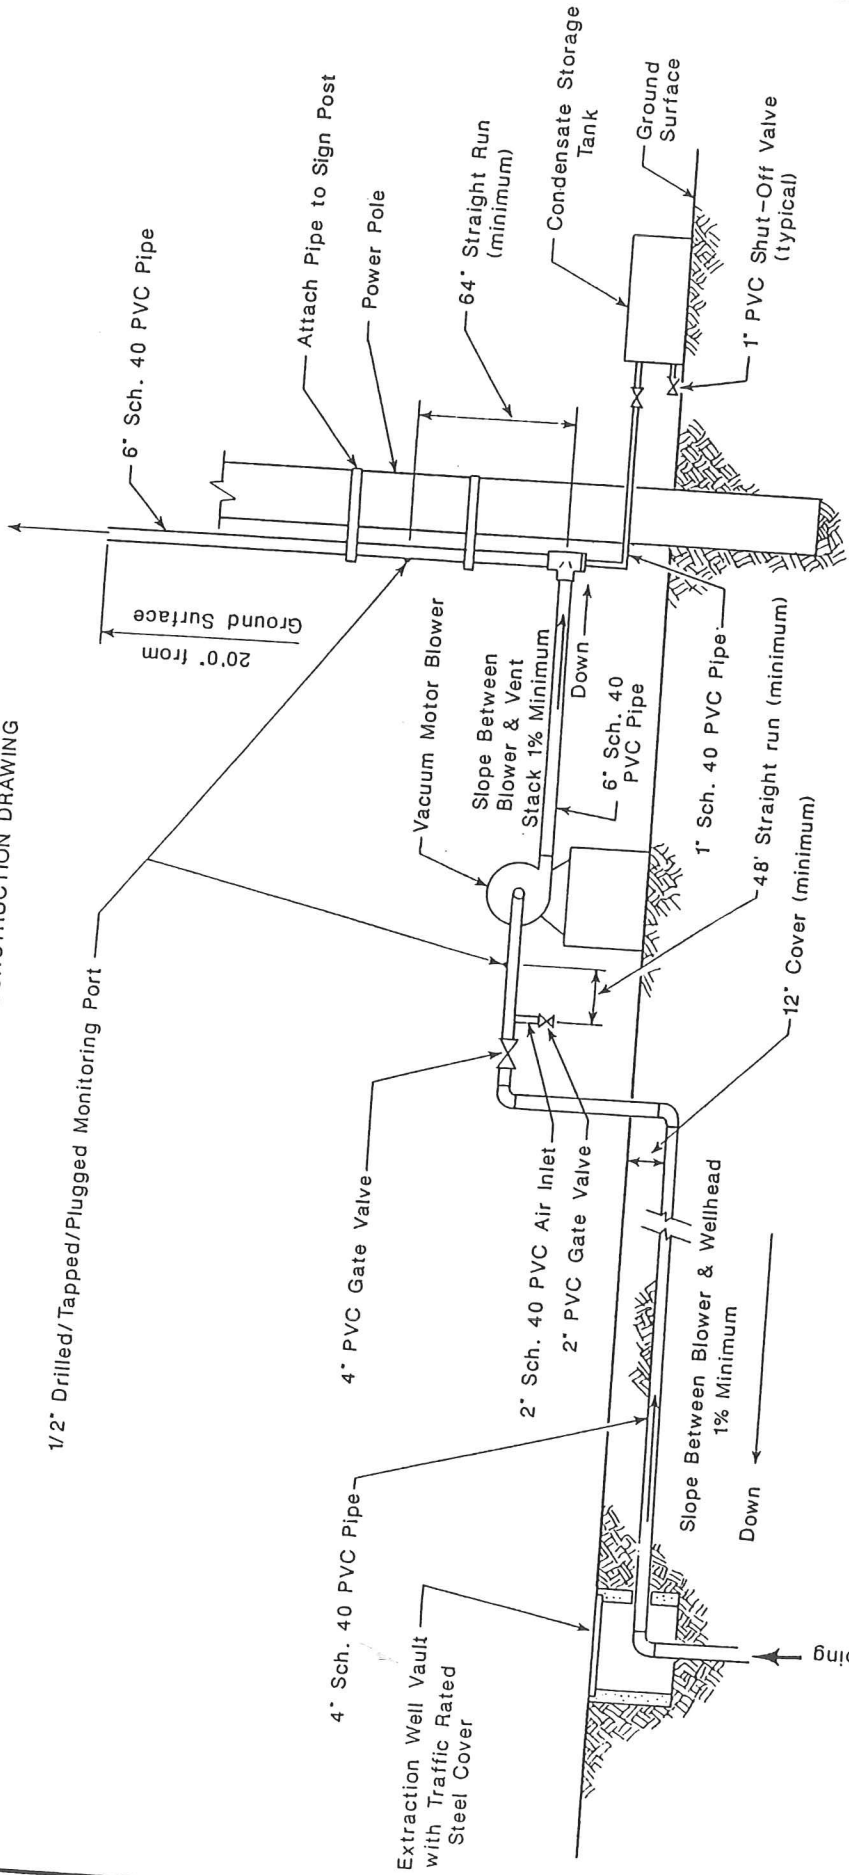 CONSTRUCTION DRAWING
1/2" Drilled/Tapped/Plugged Monitoring Port
6" Sch. 40 PVC Pipe
Attach Pipe to Sign Post
Power Pole
64" Straight Run
(minimum)
Condensate Storage
Tank
Ground
Surface
1" PVC Shut-Off Valve
(typical)
20'0" from
Ground Surface
Vacuum Motor Blower
Slope Between
Blower & Vent
Stack 1% Minimum
Down
6" Sch. 40
PVC Pipe
1" Sch. 40 PVC Pipe
48' Straight run (minimum)
12" Cover (minimum)
4" PVC Gate Valve
2" Sch. 40 PVC Air Inlet
2" PVC Gate Valve
4" Sch. 40 PVC Pipe
Slope Between Blower & Wellhead
1% Minimum
Down
Extraction Well Vault
with Traffic Rated
Steel Cover